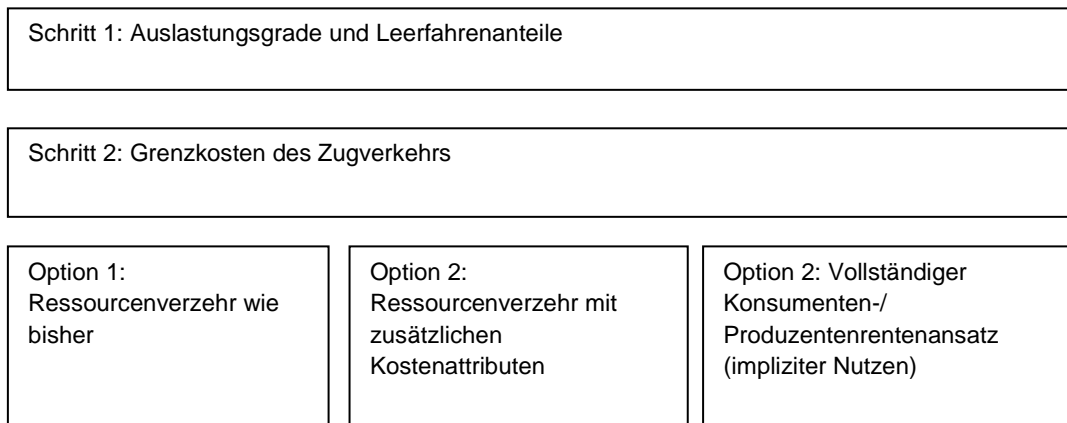 Schritt 1: Auslastungsgrade und Leerfahrenanteile
Schritt 2: Grenzkosten des Zugverkehrs
Option 1:
Ressourcenverzehr wie
bisher
Option 2:
Ressourcenverzehr mit
zusätzlichen
Kostenattributen
Option 2: Vollständiger
Konsumenten-/
Produzentenrentenansatz
(impliziter Nutzen)